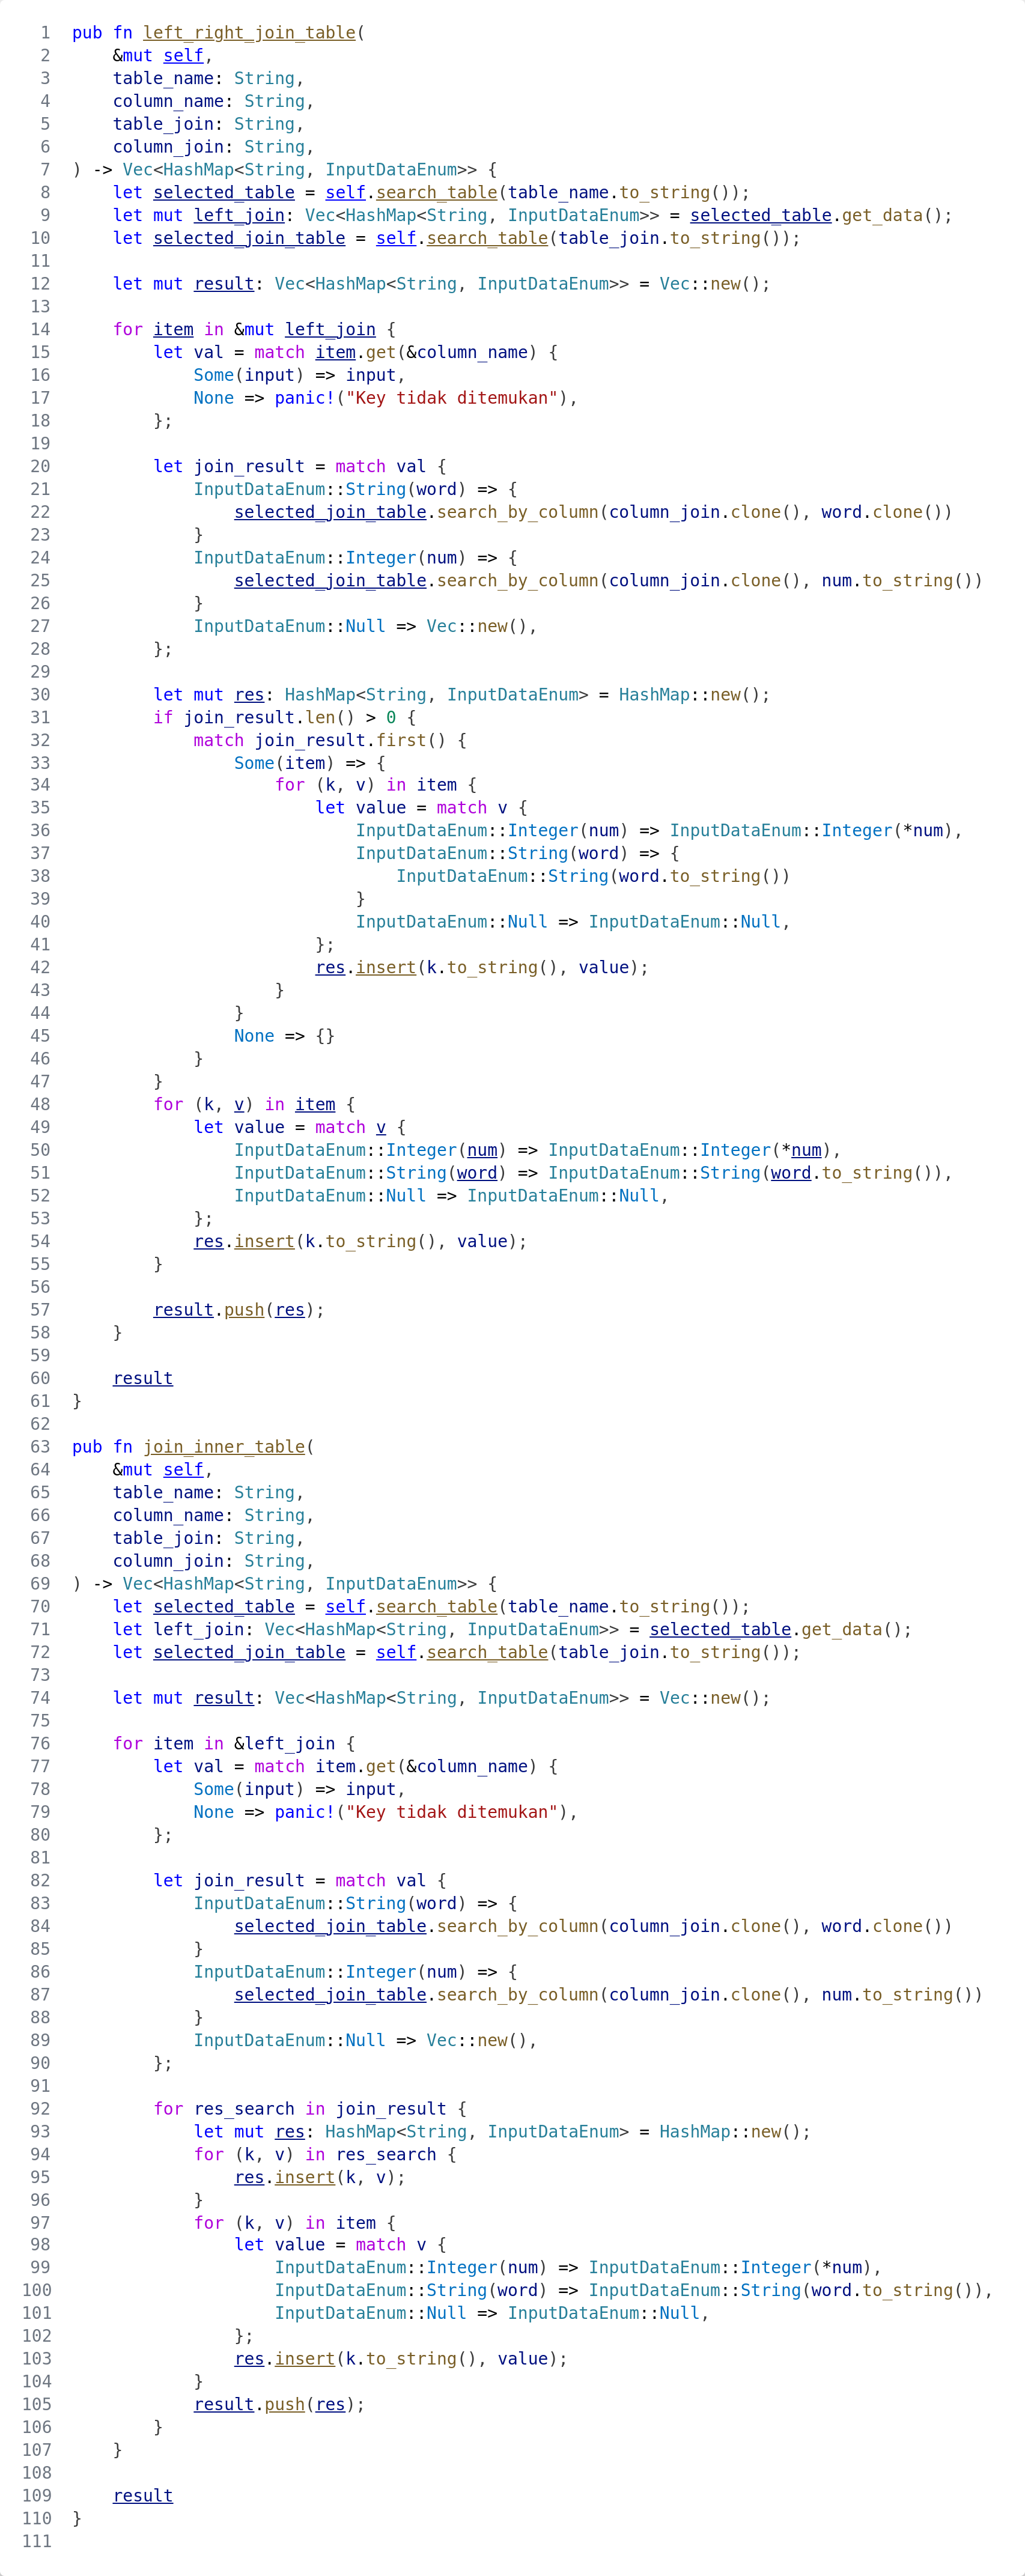 1 pub fn left_right_join_table(
2     &mut self,
3     table_name: String,
4     column_name: String,
5     table_join: String,
6     column_join: String,
7 ) -> Vec<HashMap<String, InputDataEnum>> {
8     let selected_table = self.search_table(table_name.to_string());
9     let mut left_join: Vec<HashMap<String, InputDataEnum>> = selected_table.get_data();
10     let selected_join_table = self.search_table(table_join.to_string());
11
12     let mut result: Vec<HashMap<String, InputDataEnum>> = Vec::new();
13
14     for item in &mut left_join {
15         let val = match item.get(&column_name) {
16             Some(input) => input,
17             None => panic!("Key tidak ditemukan"),
18         };
19
20         let join_result = match val {
21             InputDataEnum::String(word) => {
22                 selected_join_table.search_by_column(column_join.clone(), word.clone())
23             }
24             InputDataEnum::Integer(num) => {
25                 selected_join_table.search_by_column(column_join.clone(), num.to_string())
26             }
27             InputDataEnum::Null => Vec::new(),
28         };
29
30         let mut res: HashMap<String, InputDataEnum> = HashMap::new();
31         if join_result.len() > 0 {
32             match join_result.first() {
33                 Some(item) => {
34                     for (k, v) in item {
35                         let value = match v {
36                             InputDataEnum::Integer(num) => InputDataEnum::Integer(*num),
37                             InputDataEnum::String(word) => {
38                                 InputDataEnum::String(word.to_string())
39                             }
40                             InputDataEnum::Null => InputDataEnum::Null,
41                         };
42                         res.insert(k.to_string(), value);
43                     }
44                 }
45                 None => {}
46             }
47         }
48         for (k, v) in item {
49             let value = match v {
50                 InputDataEnum::Integer(num) => InputDataEnum::Integer(*num),
51                 InputDataEnum::String(word) => InputDataEnum::String(word.to_string()),
52                 InputDataEnum::Null => InputDataEnum::Null,
53             };
54             res.insert(k.to_string(), value);
55         }
56
57         result.push(res);
58     }
59
60     result
61 }
62
63 pub fn join_inner_table(
64     &mut self,
65     table_name: String,
66     column_name: String,
67     table_join: String,
68     column_join: String,
69 ) -> Vec<HashMap<String, InputDataEnum>> {
70     let selected_table = self.search_table(table_name.to_string());
71     let left_join: Vec<HashMap<String, InputDataEnum>> = selected_table.get_data();
72     let selected_join_table = self.search_table(table_join.to_string());
73
74     let mut result: Vec<HashMap<String, InputDataEnum>> = Vec::new();
75
76     for item in &left_join {
77         let val = match item.get(&column_name) {
78             Some(input) => input,
79             None => panic!("Key tidak ditemukan"),
80         };
81
82         let join_result = match val {
83             InputDataEnum::String(word) => {
84                 selected_join_table.search_by_column(column_join.clone(), word.clone())
85             }
86             InputDataEnum::Integer(num) => {
87                 selected_join_table.search_by_column(column_join.clone(), num.to_string())
88             }
89             InputDataEnum::Null => Vec::new(),
90         };
91
92         for res_search in join_result {
93             let mut res: HashMap<String, InputDataEnum> = HashMap::new();
94             for (k, v) in res_search {
95                 res.insert(k, v);
96             }
97             for (k, v) in item {
98                 let value = match v {
99                     InputDataEnum::Integer(num) => InputDataEnum::Integer(*num),
100                     InputDataEnum::String(word) => InputDataEnum::String(word.to_string()),
101                     InputDataEnum::Null => InputDataEnum::Null,
102                 };
103                 res.insert(k.to_string(), value);
104             }
105             result.push(res);
106         }
107     }
108
109     result
110 }
111